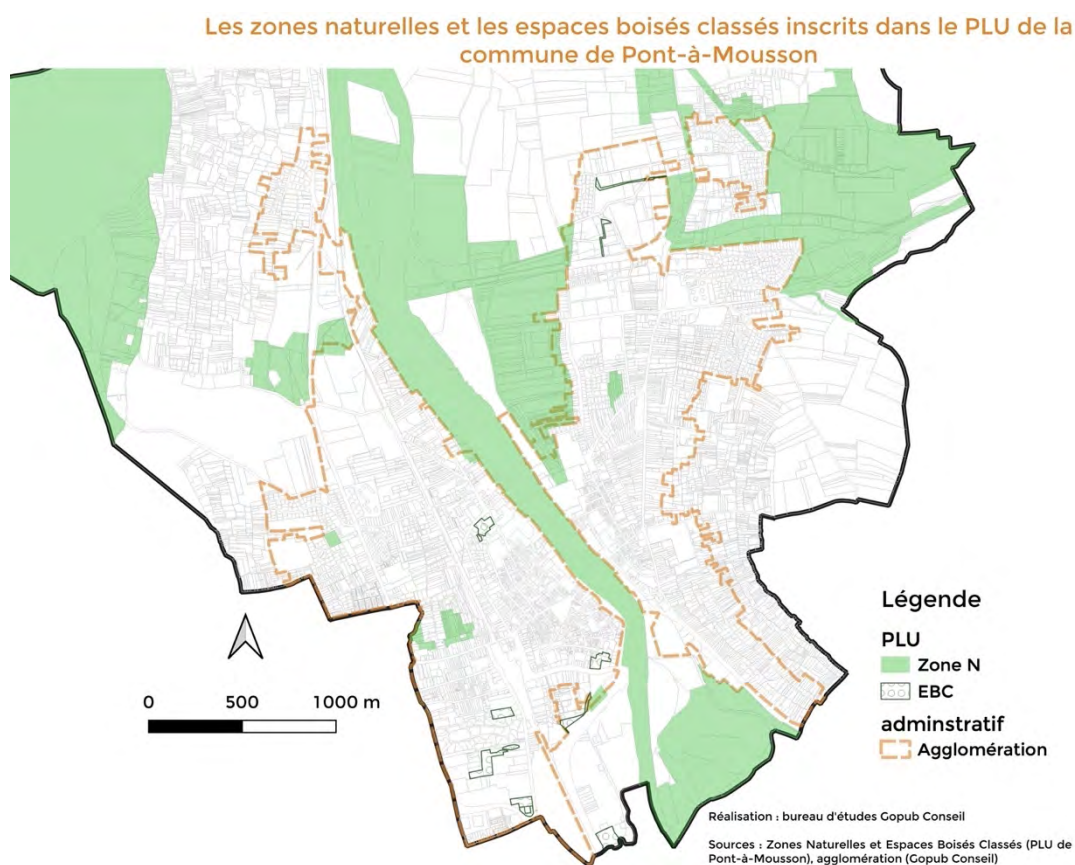 Les zones naturelles et les espaces boisés classés inscrits dans le PLU de la
commune de Pont-à-Mousson
Légende
PLU
Zone N
EBC
adminstratif
Agglomération
0 500 1000 m
Réalisation : bureau d'études Gopub Conseil
Sources : Zones Naturelles et Espaces Boisés Classés (PLU de
Pont-à-Mousson), agglomération (Gopub Conseil)